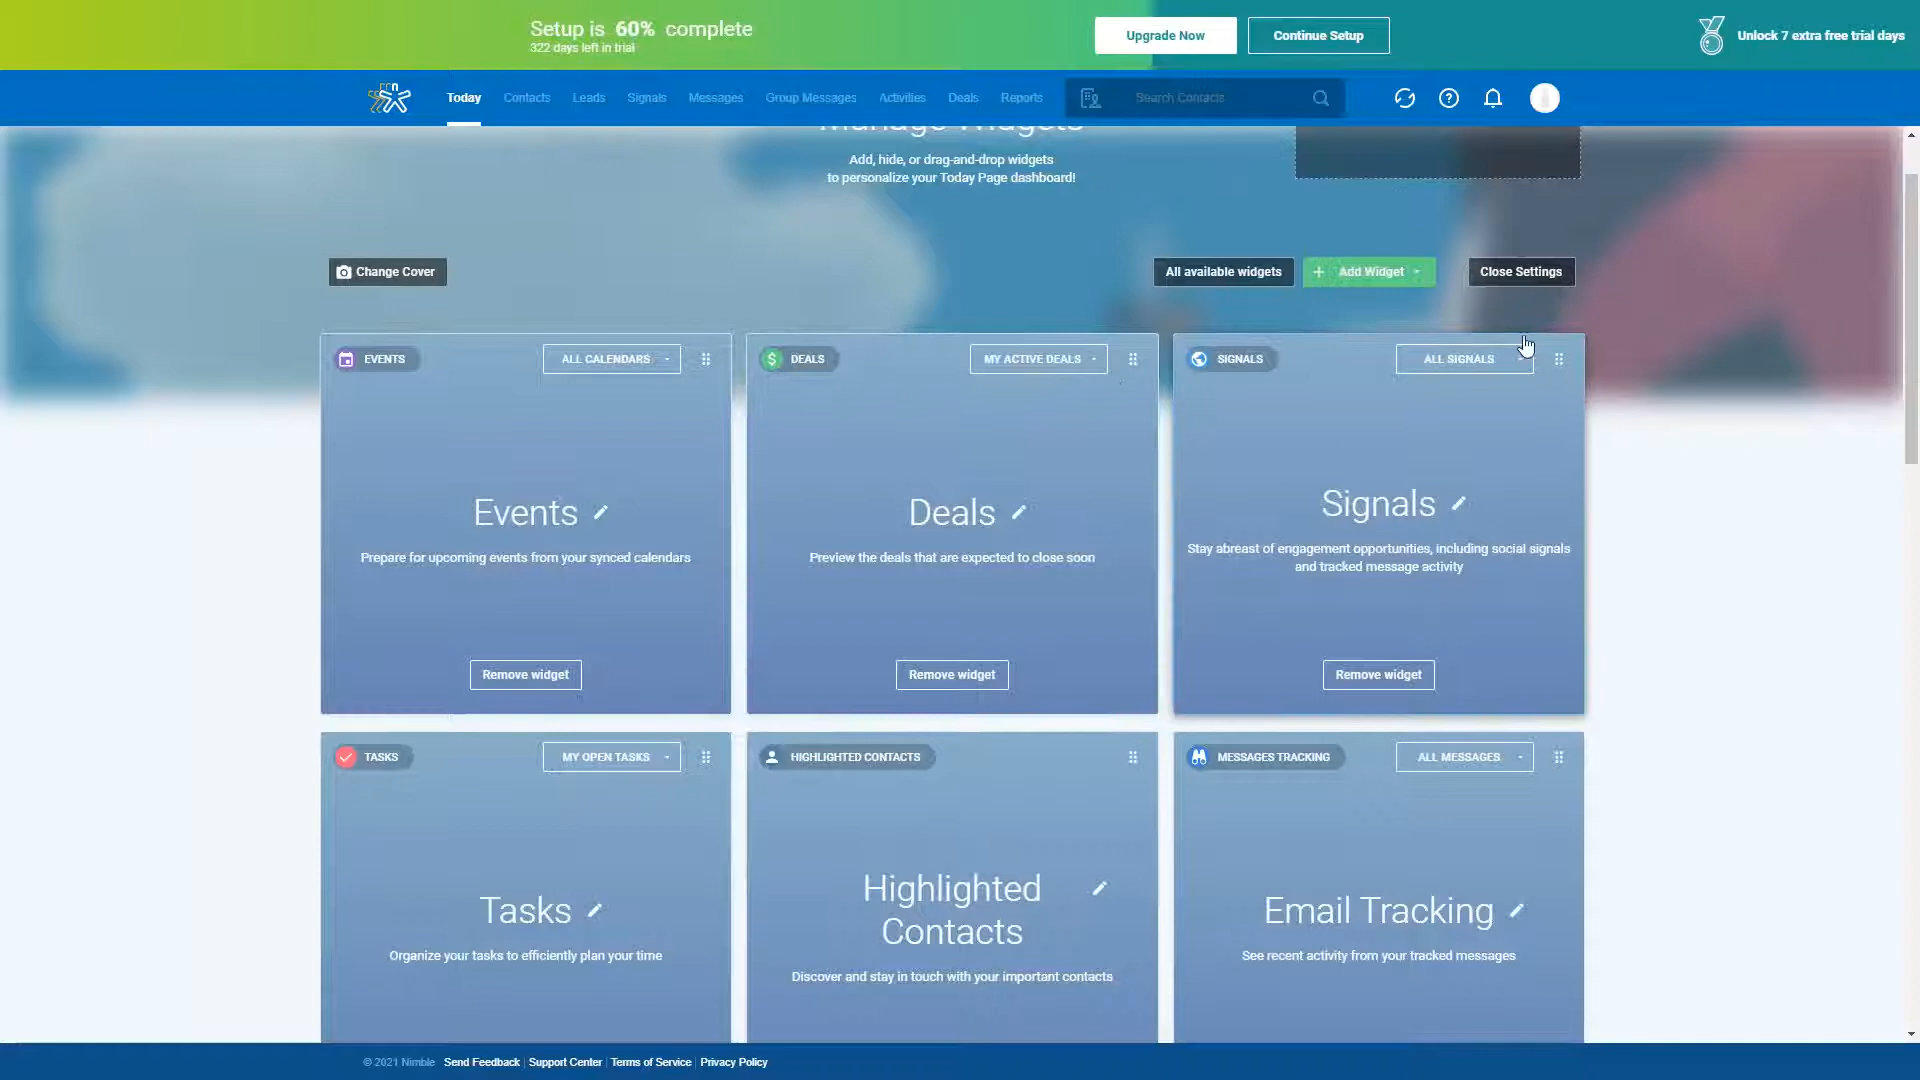 Setup is 60% complete
322 days left in trial
Upgrade Now
Continue Setup
Unlock 7 extra free trial days
Today
Contacts
Leads
Signals
Messages
Group Messages
Activities
Deals
Reports
Search Contacts
Manage Widgets
Add, hide, or drag-and-drop widgets
to personalize your Today Page dashboard!
Change Cover
All available widgets
+ Add Widget
Close Settings
EVENTS
ALL CALENDARS
DEALS
MY ACTIVE DEALS
SIGNALS
ALL SIGNALS
Events
Prepare for upcoming events from your synced calendars
Remove widget
Deals
Preview the deals that are expected to close soon
Remove widget
Signals
Stay abreast of engagement opportunities, including social signals
and tracked message activity
Remove widget
TASKS
MY OPEN TASKS
HIGHLIGHTED CONTACTS
MESSAGES TRACKING
ALL MESSAGES
Tasks
Organize your tasks to efficiently plan your time
Highlighted
Contacts
Discover and stay in touch with your important contacts
Email Tracking
See recent activity from your tracked messages
© 2021 Nimble Send Feedback | Support Center | Terms of Service | Privacy Policy